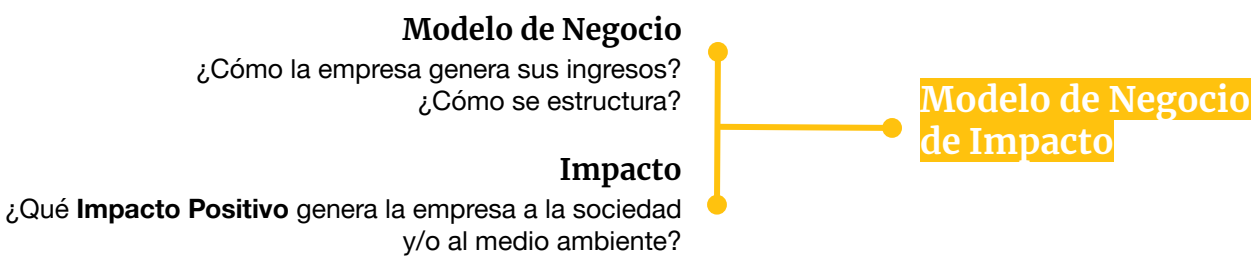 Modelo de Negocio
¿Cómo la empresa genera sus ingresos?
¿Cómo se estructura?
Impacto
¿Qué Impacto Positivo genera la empresa a la sociedad
y/o al medio ambiente?
Modelo de Negocio
de Impacto